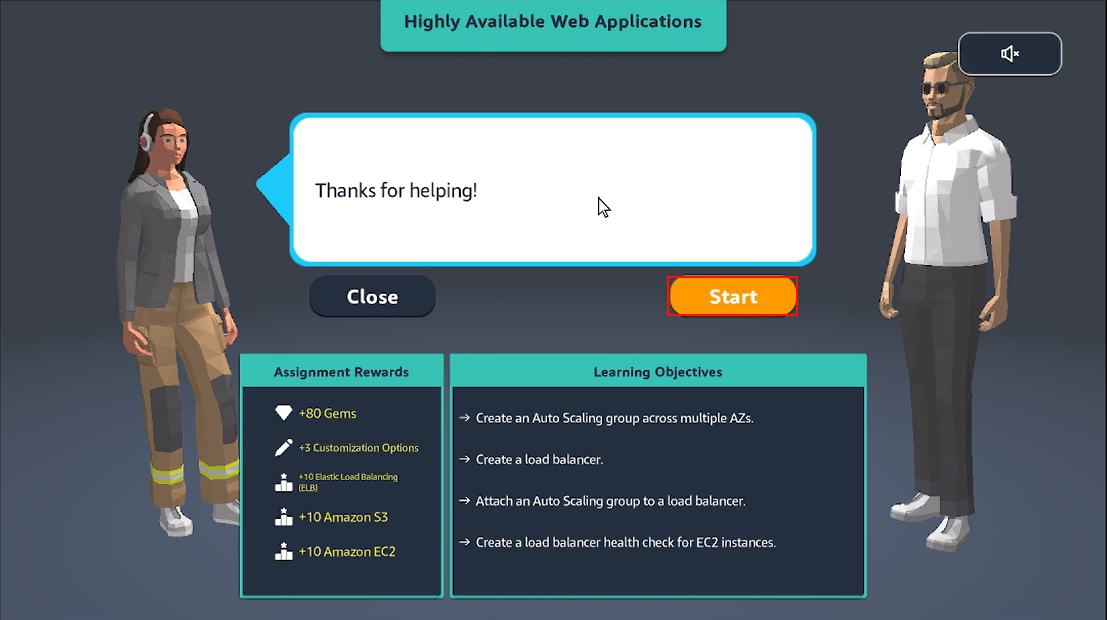 Highly Available Web Applications
Thanks for helping!
Close
Start
Assignment Rewards
+80 Gems
+3 Customization Options
+10 Elastic Load Balancing
(ELB)
+10 Amazon S3
+10 Amazon EC2
Learning Objectives
→ Create an Auto Scaling group across multiple AZs.
→ Create a load balancer.
→ Attach an Auto Scaling group to a load balancer.
→ Create a load balancer health check for EC2 instances.